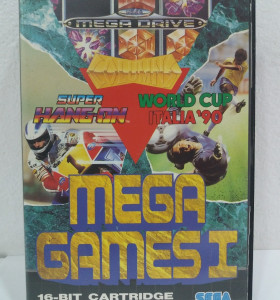 MEGA DRIVE
SUPER
HANG-ON
WORLD CUP
ITALIA '90
MEGA
GAMES I
16-BIT CARTRIDGE
SEGA